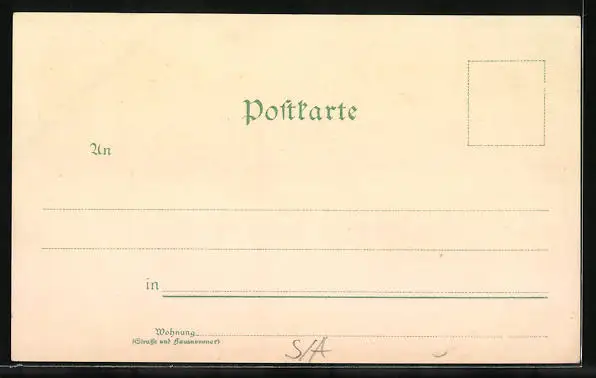 Postkarte
An
in
Wohnung
(Straße und Hausnummer)
S/A